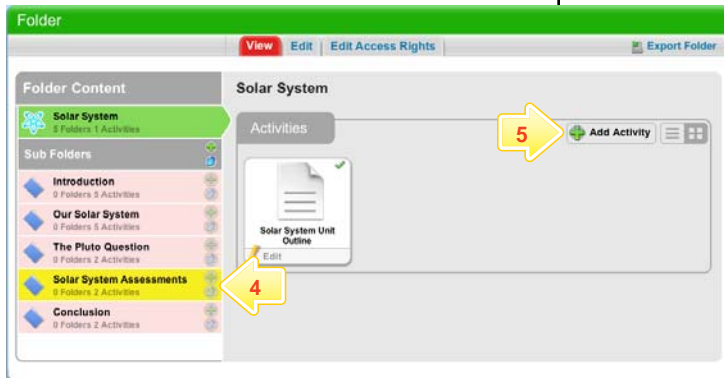 Folder
View Edit Edit Access Rights Export Folder
Folder Content
Solar System
5 Folders 1 Activities
Sub Folders
Introduction
0 Folders 5 Activities
Our Solar System
0 Folders 5 Activities
The Pluto Question
0 Folders 2 Activities
Solar System Assessments
0 Folders 2 Activities
Conclusion
0 Folders 2 Activities
4
Solar System
Activities
5
Add Activity
Solar System Unit
Outline
Edit